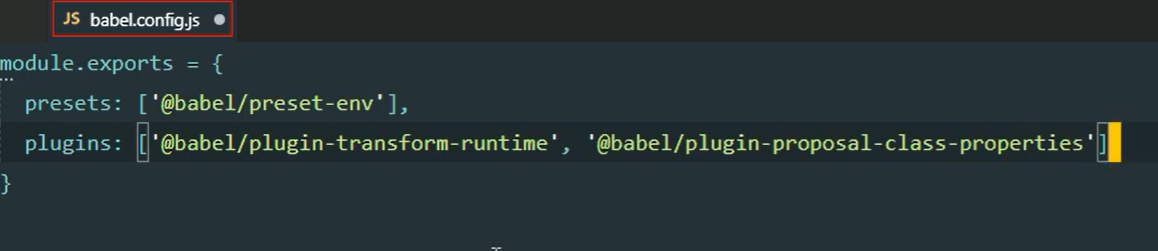 JS babel.config.js
module.exports = {
presets: ['@babel/preset-env'],
plugins: ['@babel/plugin-transform-runtime', '@babel/plugin-proposal-class-properties']
}